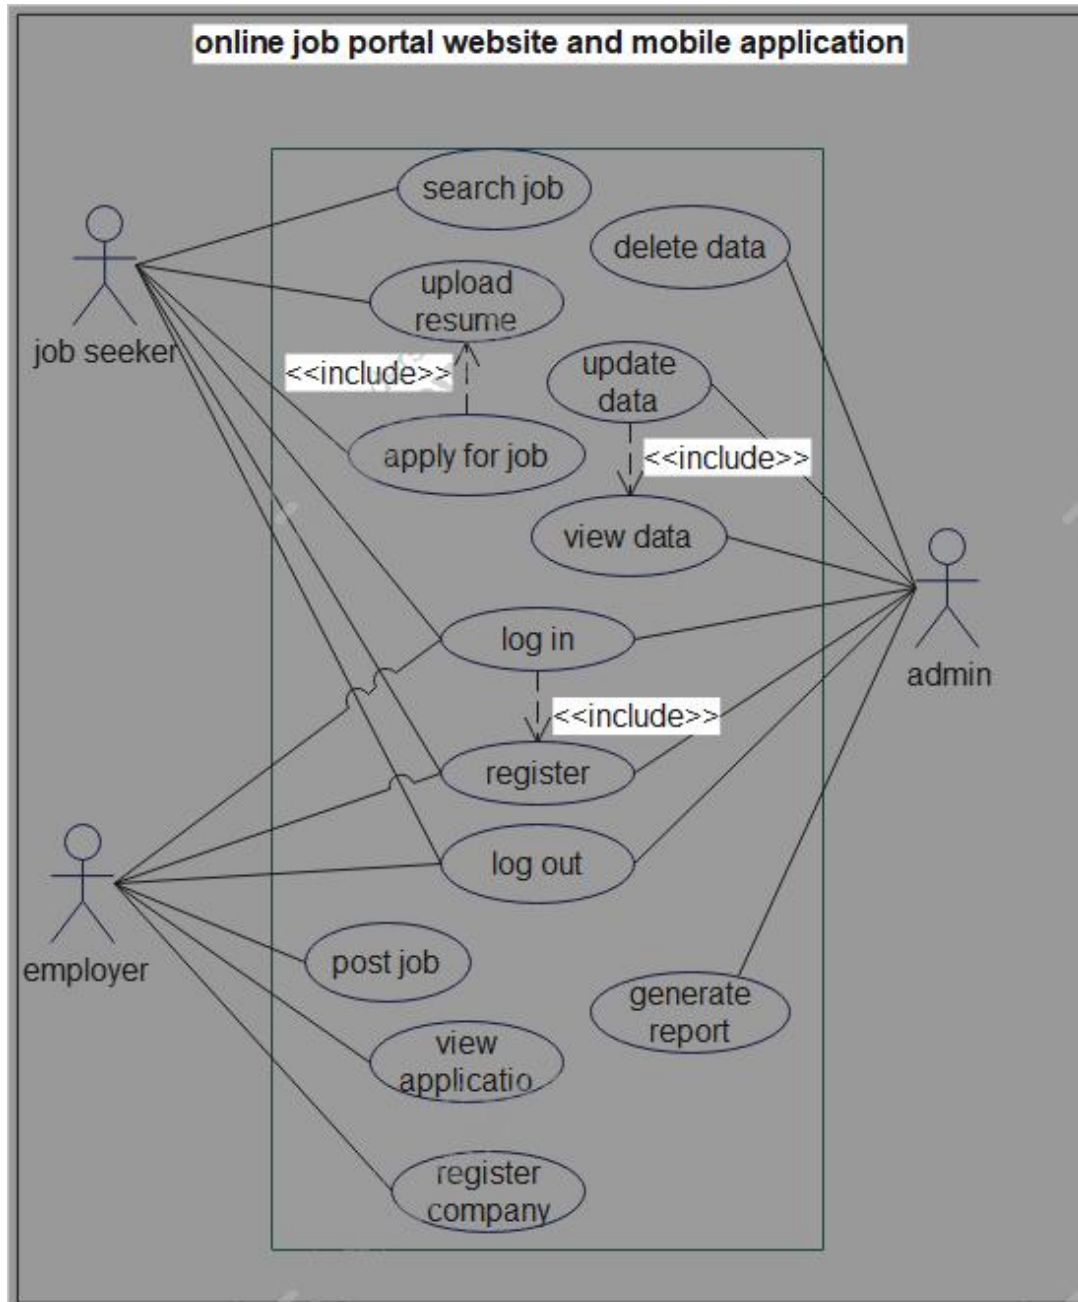 online job portal website and mobile application
search job
delete data
upload
resume
job seeker
<<include>>
update
data
apply for job
<<include>>
view data
log in
admin
<<include>>
register
log out
employer
post job
generate
report
view
applicatio
register
company